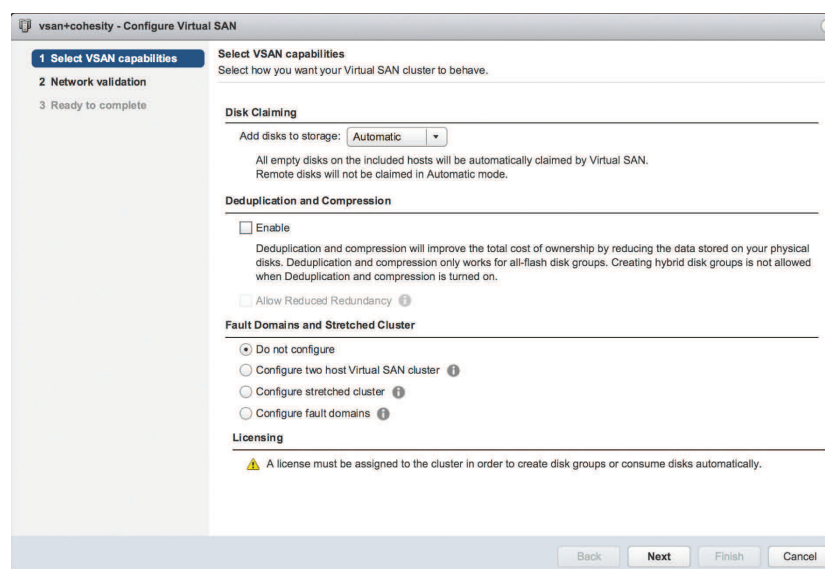 vsan+cohesity - Configure Virtual SAN
1 Select VSAN capabilities
2 Network validation
3 Ready to complete
Select VSAN capabilities
Select how you want your Virtual SAN cluster to behave.
Disk Claiming
Add disks to storage: Automatic
All empty disks on the included hosts will be automatically claimed by Virtual SAN.
Remote disks will not be claimed in Automatic mode.
Deduplication and Compression
Enable
Deduplication and compression will improve the total cost of ownership by reducing the data stored on your physical
disks. Deduplication and compression only works for all-flash disk groups. Creating hybrid disk groups is not allowed
when Deduplication and compression is turned on.
Allow Reduced Redundancy
Fault Domains and Stretched Cluster
Do not configure
Configure two host Virtual SAN cluster
Configure stretched cluster
Configure fault domains
Licensing
A license must be assigned to the cluster in order to create disk groups or consume disks automatically.
Back Next Finish Cancel